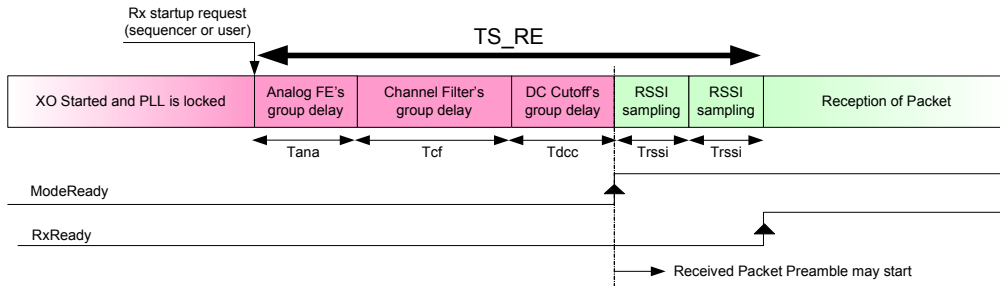 Rx startup request
(sequencer or user)
TS_RE
XO Started and PLL is locked
Analog FE's
group delay
Channel Filter's
group delay
DC Cutoff's
group delay
RSSI
sampling
RSSI
sampling
Reception of Packet
Tana
Tcf
Tdcc
Trssi
Trssi
ModeReady
RxReady
Received Packet Preamble may start